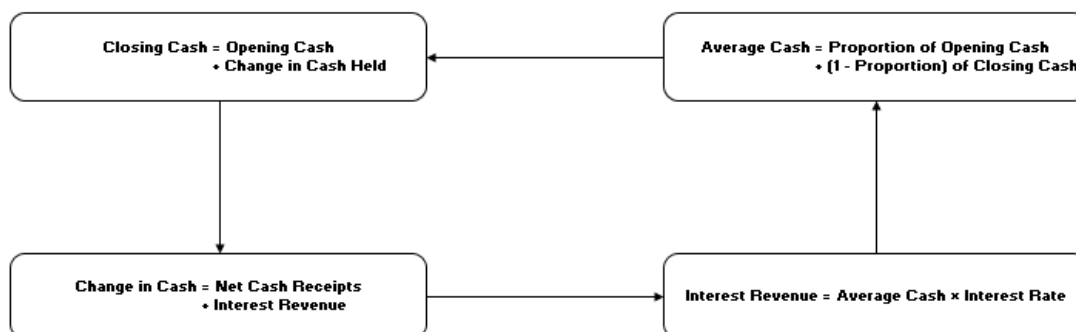 Closing Cash = Opening Cash
+ Change in Cash Held
Average Cash = Proportion of Opening Cash
+ (1 - Proportion) of Closing Cash
Change in Cash = Net Cash Receipts
+ Interest Revenue
Interest Revenue = Average Cash × Interest Rate